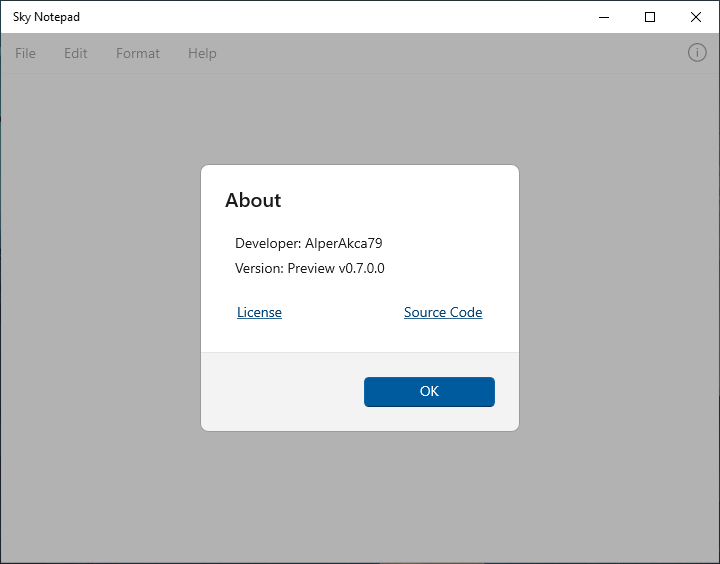 Sky Notepad
File Edit Format Help
About
Developer: AlperAkca79
Version: Preview v0.7.0.0
License Source Code
OK